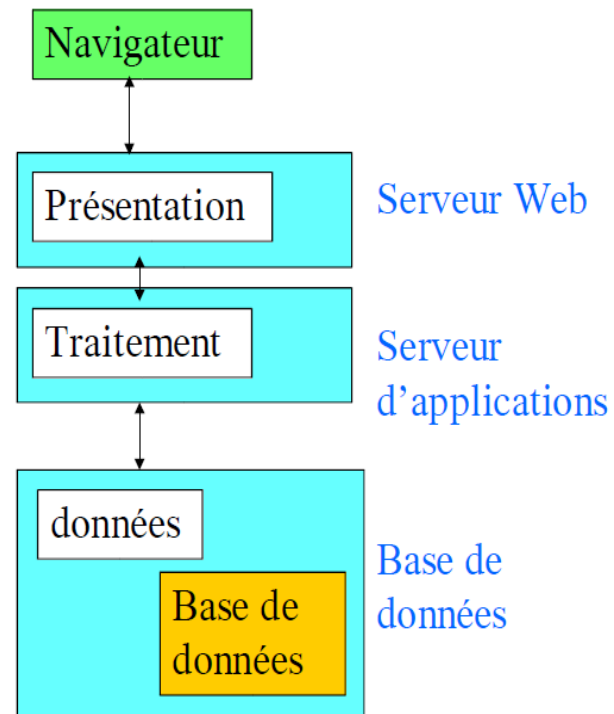 Navigateur
Présentation
Serveur Web
Traitement
Serveur
d'applications
données
Base de
données
Base de
données